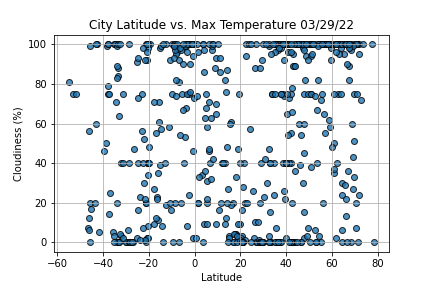 City Latitude vs. Max Temperature 03/29/22
100
80
60
40
20
0
Cloudiness (%)
−60 −40 −20 0 20 40 60 80
Latitude